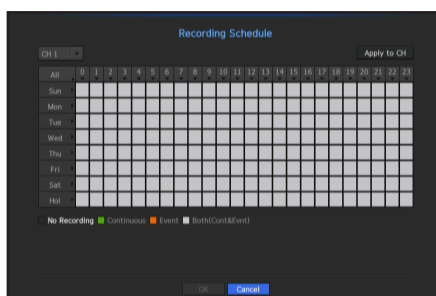 Recording Schedule
CH 1 Apply to CH
All 0 1 2 3 4 5 6 7 8 9 10 11 12 13 14 15 16 17 18 19 20 21 22 23
Sun
Mon
Tue
Wed
Thu
Fri
Sat
Hol
No Recording Continuous Event Both(Cont&Evnt)
OK Cancel